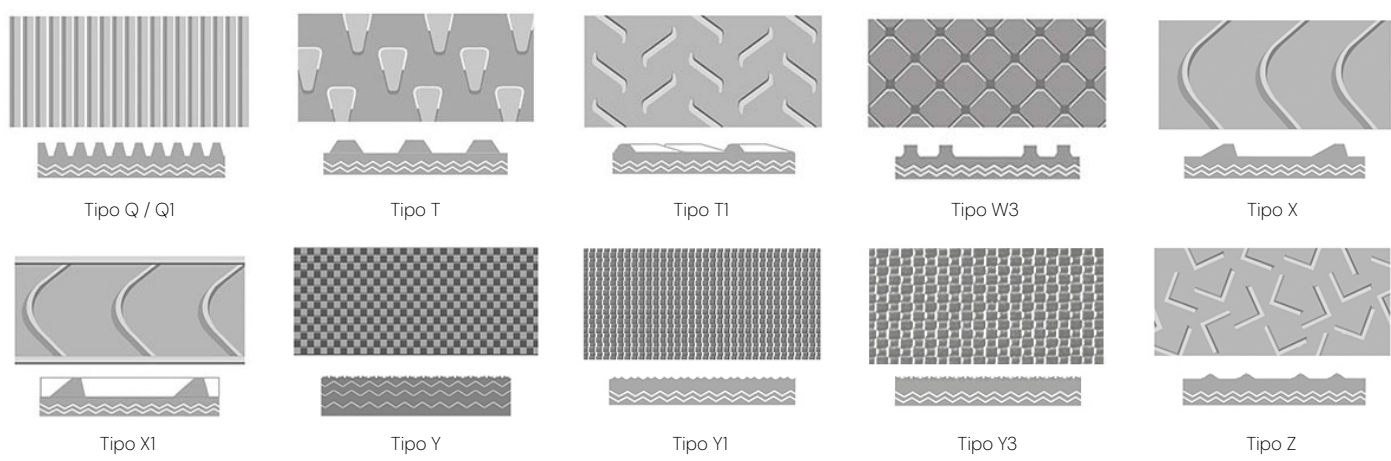 Tipo Q / Q1
Tipo T
Tipo T1
Tipo W3
Tipo X
Tipo X1
Tipo Y
Tipo Y1
Tipo Y3
Tipo Z